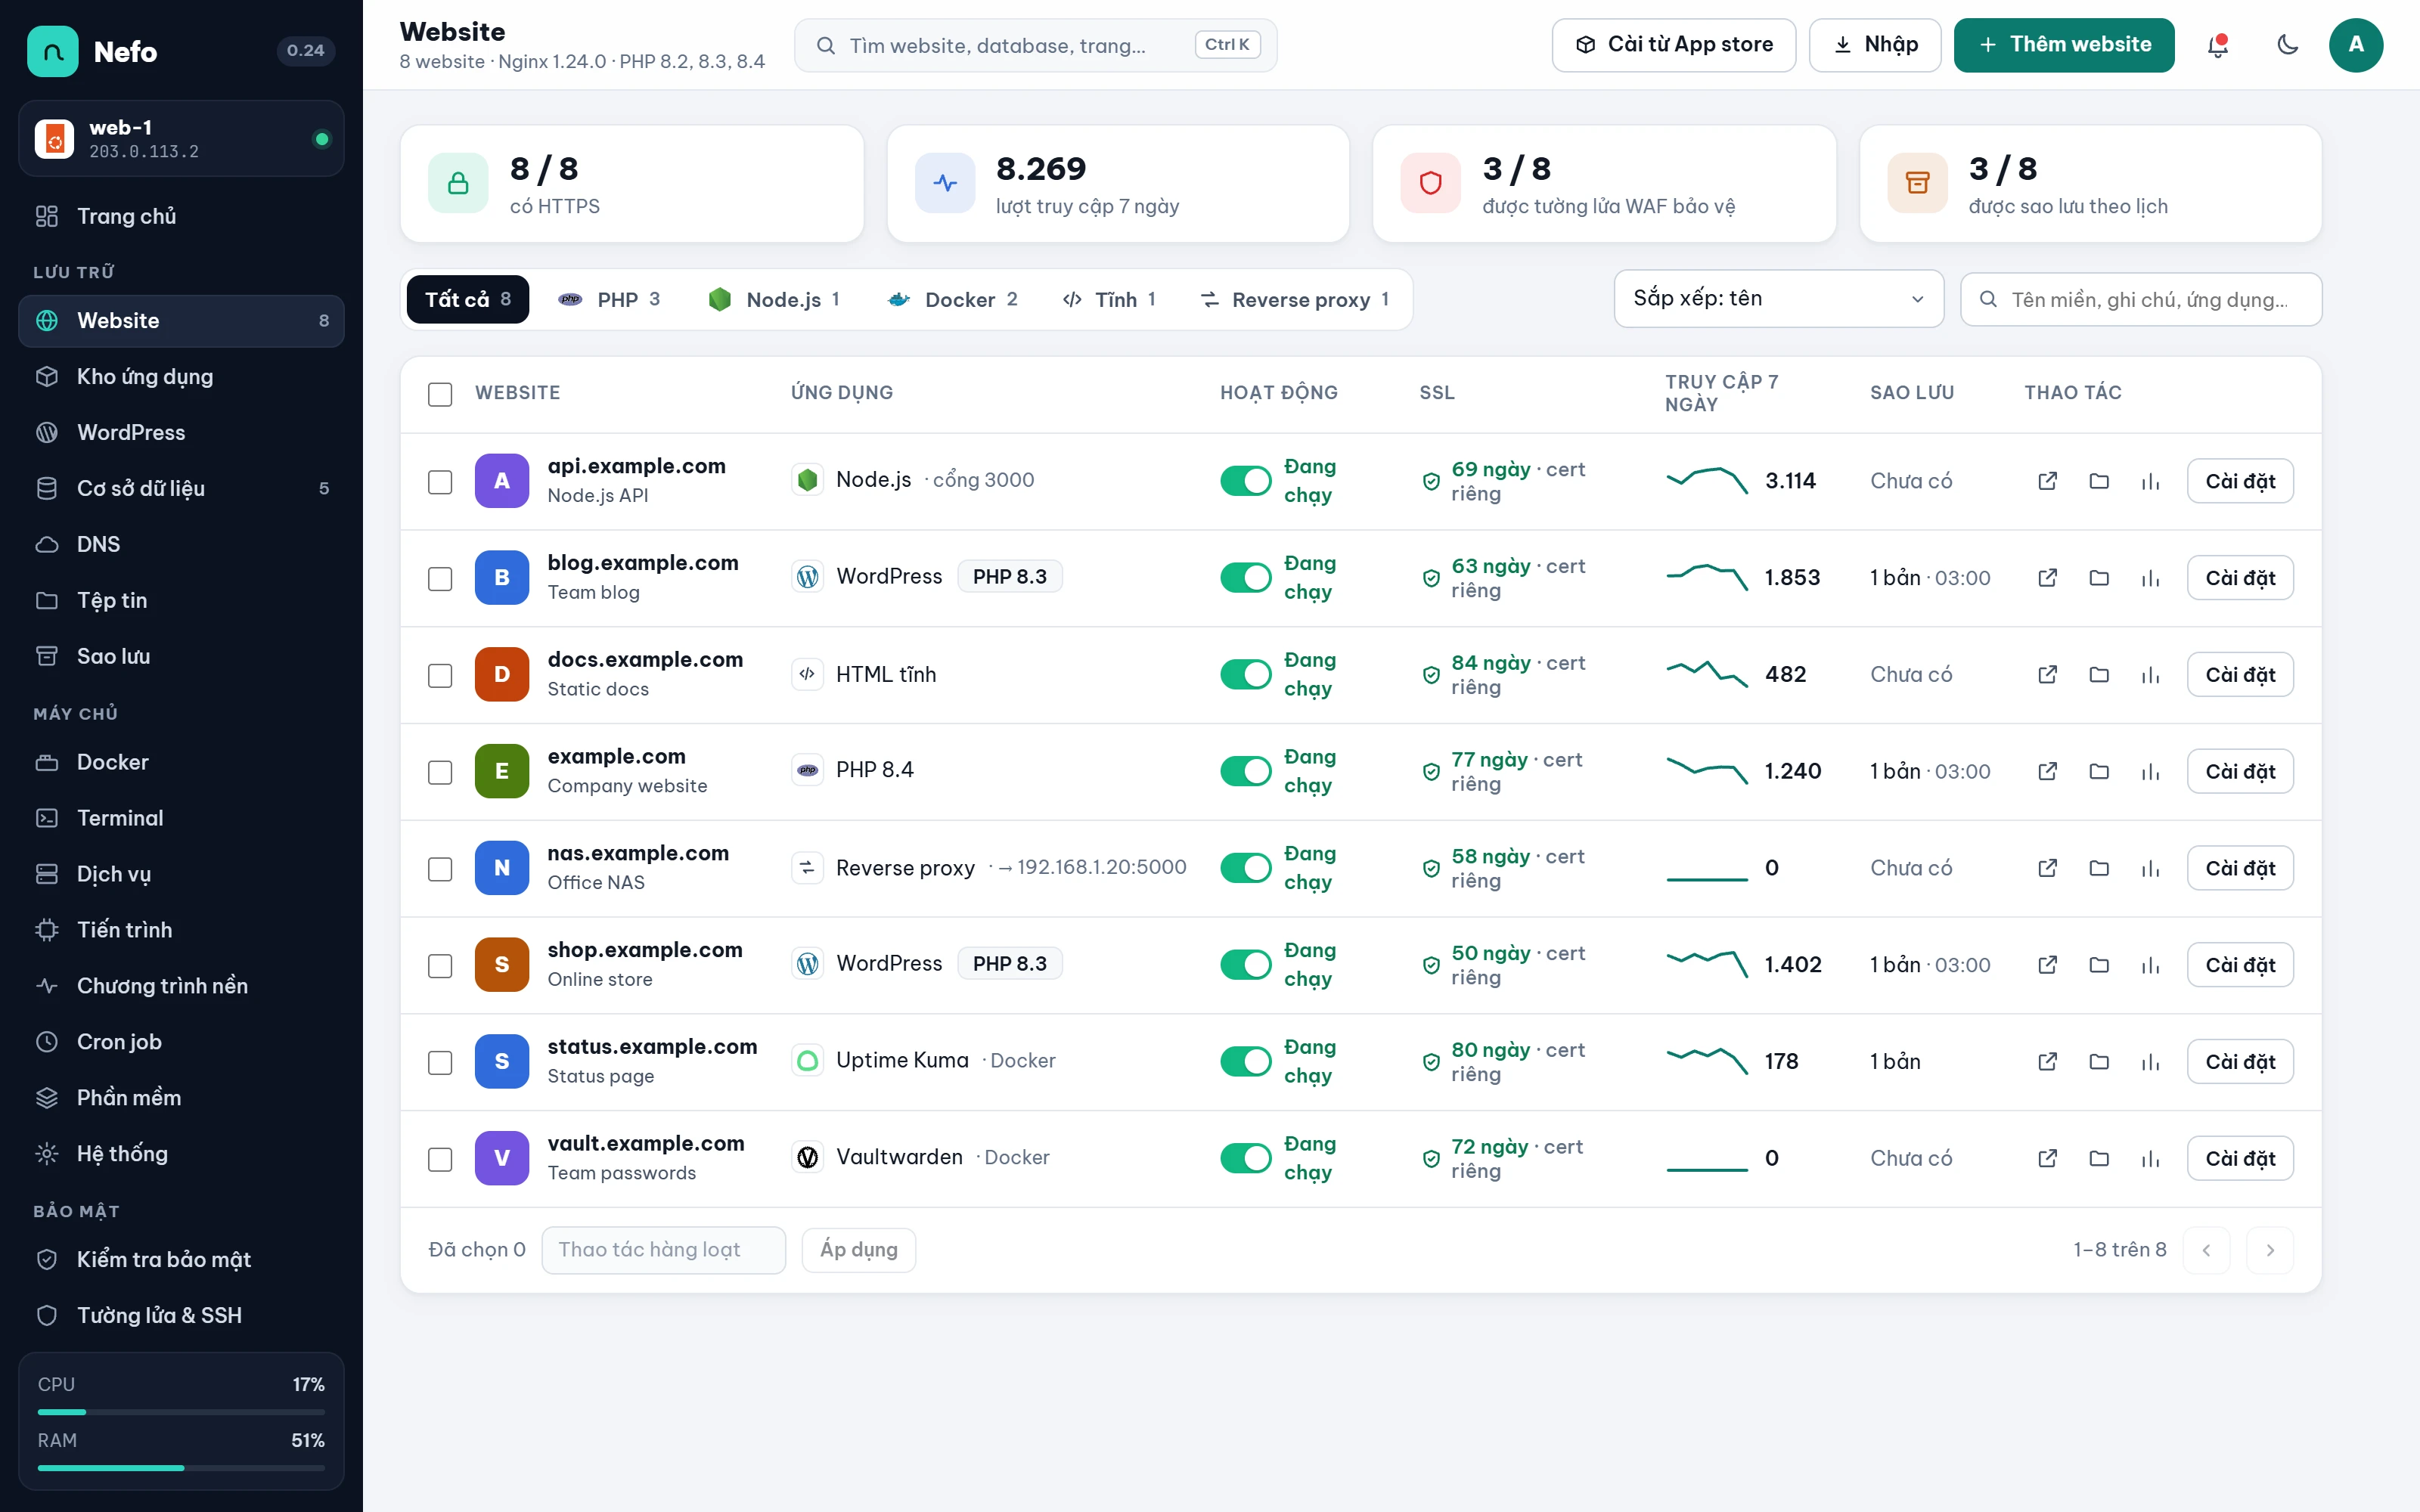 Nefo
0.24
web-1
203.0.113.2
Trang chủ
LƯU TRỮ
Website 8
Kho ứng dụng
WordPress
Cơ sở dữ liệu 5
DNS
Tệp tin
Sao lưu
MÁY CHỦ
Docker
Terminal
Dịch vụ
Tiến trình
Chương trình nền
Cron job
Phần mềm
Hệ thống
BẢO MẬT
Kiểm tra bảo mật
Tường lửa & SSH
CPU 17%
RAM 51%
Website
8 website · Nginx 1.24.0 · PHP 8.2, 8.3, 8.4
Tìm website, database, trang... Ctrl K
Cài từ App store
Nhập
Thêm website
A
8 / 8
có HTTPS
8.269
lượt truy cập 7 ngày
3 / 8
được tường lửa WAF bảo vệ
3 / 8
được sao lưu theo lịch
Tất cả 8 PHP 3 Node.js 1 Docker 2 Tĩnh 1 Reverse proxy 1
Sắp xếp: tên
Tên miền, ghi chú, ứng dụng...
WEBSITE ỨNG DỤNG HOẠT ĐỘNG SSL TRUY CẬP 7 NGÀY SAO LƯU THAO TÁC
A api.example.com Node.js · cổng 3000 Đang chạy 69 ngày · cert riêng 3.114 Chưa có Cài đặt
Node.js API
B blog.example.com WordPress PHP 8.3 Đang chạy 63 ngày · cert riêng 1.853 1 bản · 03:00 Cài đặt
Team blog
D docs.example.com HTML tĩnh Đang chạy 84 ngày · cert riêng 482 Chưa có Cài đặt
Static docs
E example.com php PHP 8.4 Đang chạy 77 ngày · cert riêng 1.240 1 bản · 03:00 Cài đặt
Company website
N nas.example.com Reverse proxy · → 192.168.1.20:5000 Đang chạy 58 ngày · cert riêng 0 Chưa có Cài đặt
Office NAS
S shop.example.com WordPress PHP 8.3 Đang chạy 50 ngày · cert riêng 1.402 1 bản · 03:00 Cài đặt
Online store
S status.example.com Uptime Kuma · Docker Đang chạy 80 ngày · cert riêng 178 1 bản Cài đặt
Status page
V vault.example.com Vaultwarden · Docker Đang chạy 72 ngày · cert riêng 0 Chưa có Cài đặt
Team passwords
Đã chọn 0 Thao tác hàng loạt Áp dụng 1–8 trên 8